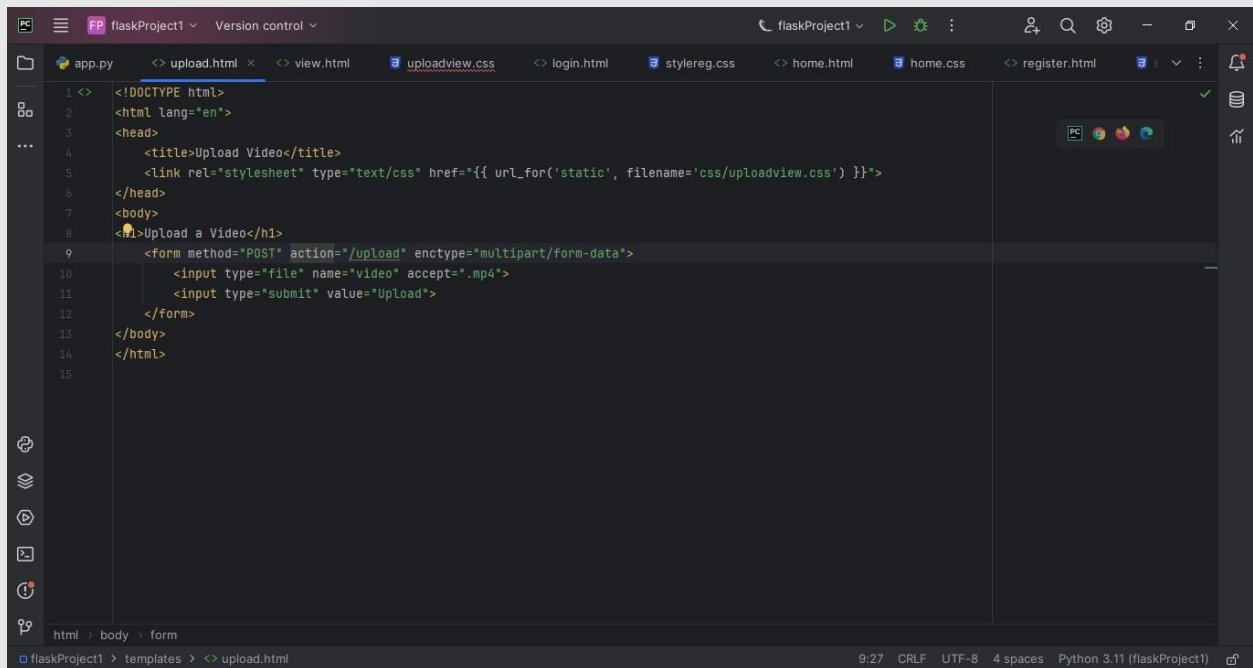 PC FP flaskProject1 Version control flaskProject1
app.py <> upload.html × <> view.html uploadview.css <> login.html stylereg.css <> home.html home.css <> register.html
1 <> <!DOCTYPE html>
2 <html lang="en">
3 <head>
4 <title>Upload Video</title>
5 <link rel="stylesheet" type="text/css" href="{{ url_for('static', filename='css/uploadview.css') }}">
6 </head>
7 <body>
8 <h1>Upload a Video</h1>
9 <form method="POST" action="/upload" enctype="multipart/form-data">
10 <input type="file" name="video" accept=".mp4">
11 <input type="submit" value="Upload">
12 </form>
13 </body>
14 </html>
15
html > body > form
flaskProject1 > templates > <> upload.html 9:27 CRLF UTF-8 4 spaces Python 3.11 (flaskProject1)